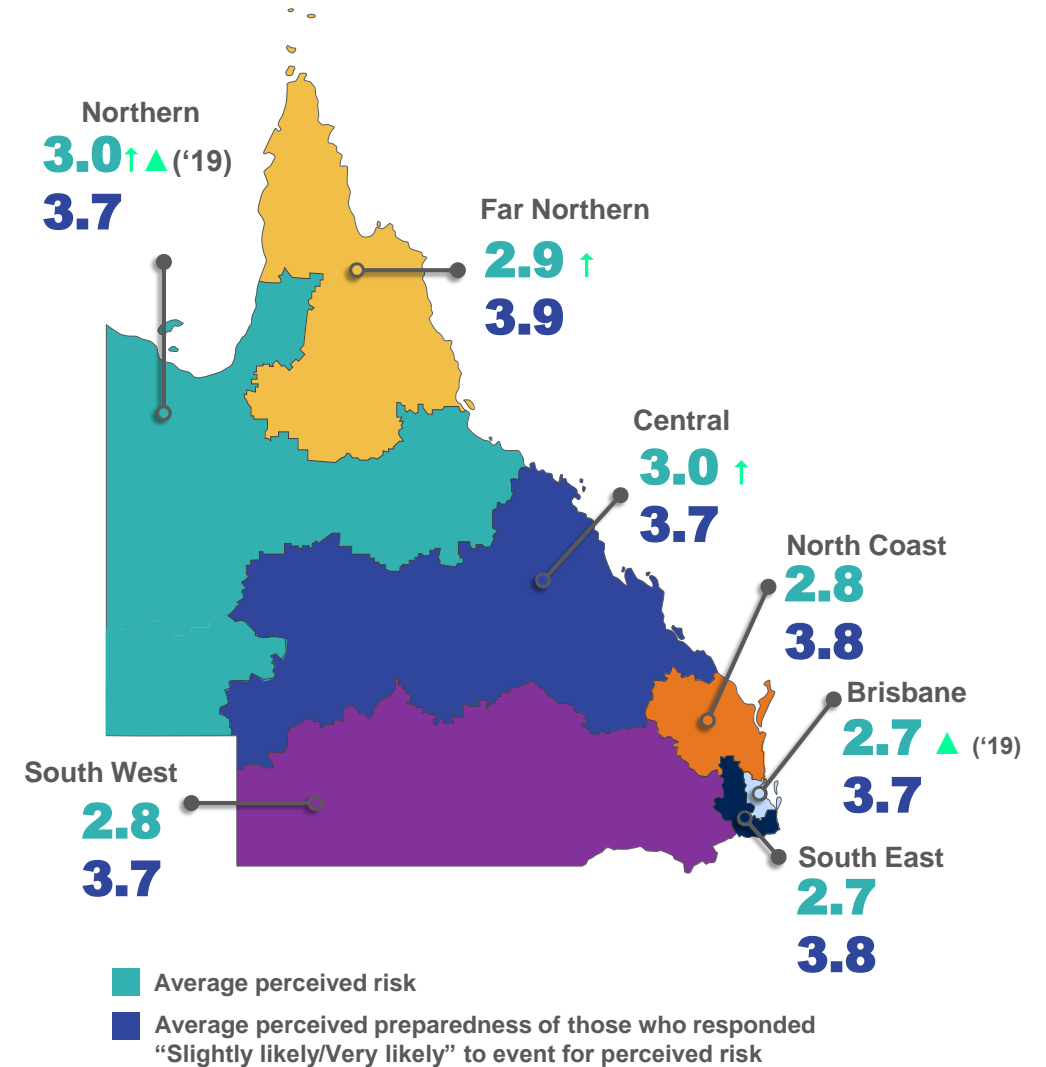 Northern
3.0↑ ▲ (‘19)
3.7
Far Northern
2.9 ↑
3.9
Central
3.0 ↑
3.7
North Coast
2.8
3.8
Brisbane
2.7 ▲ (‘19)
3.7
South West
2.8
3.7
South East
2.7
3.8
Average perceived risk
Average perceived preparedness of those who responded
“Slightly likely/Very likely” to event for perceived risk